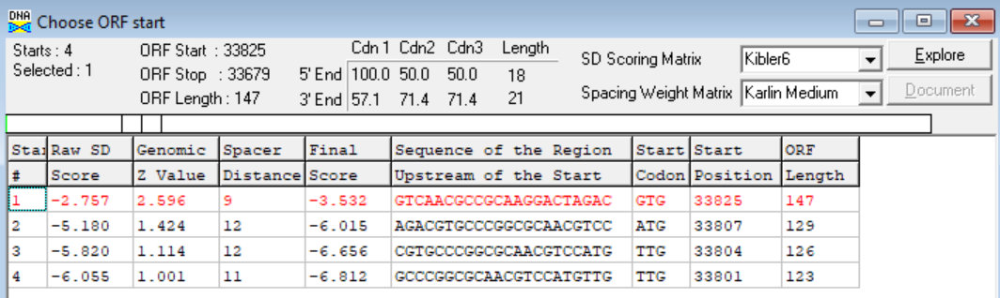 DNA Choose ORF start
Starts : 4 ORF Start : 33825 Cdn 1 Cdn2 Cdn3 Length SD Scoring Matrix Kibler6 Explore
Selected : 1 ORF Stop : 33679 5' End 100.0 50.0 50.0 18
ORF Length : 147 3' End 57.1 71.4 71.4 21 Spacing Weight Matrix Karlin Medium Document
Star Raw SD Genomic Spacer Final Sequence of the Region Start Start ORF
# Score Z Value Distance Score Upstream of the Start Codon Position Length
1 -2.757 2.596 9 -3.532 GTCAACGCCGCAAGGACTAGAC GTG 33825 147
2 -5.180 1.424 12 -6.015 AGACGTGCCCGGCGCAACGTCC ATG 33807 129
3 -5.820 1.114 12 -6.656 CGTGCCCGGCGCAACGTCCATG TTG 33804 126
4 -6.055 1.001 11 -6.812 GCCCGGCGCAACGTCCATGTTG TTG 33801 123